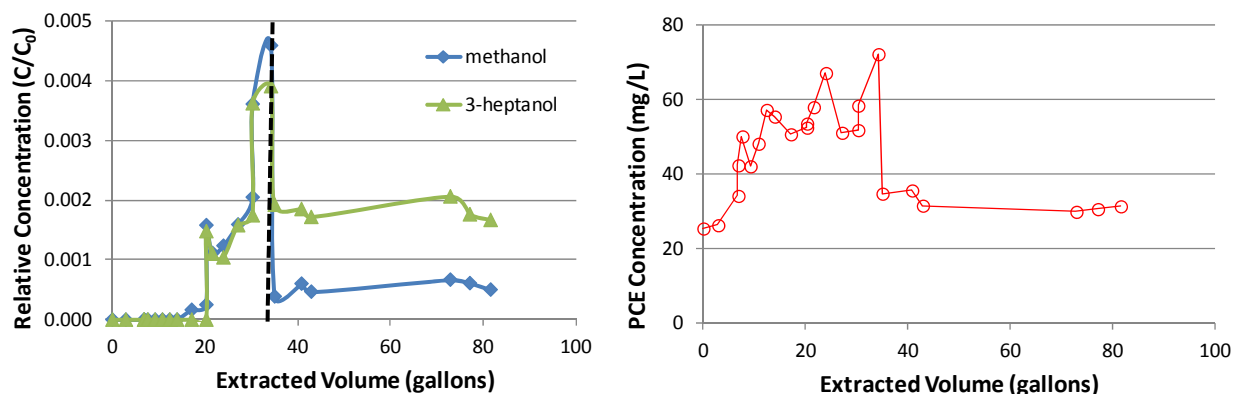 Relative Concentration (C/C₀)
0.005
0.004
0.003
0.002
0.001
0.000
methanol
3-heptanol
0 20 40 60 80 100
Extracted Volume (gallons)
PCE Concentration (mg/L)
80
60
40
20
0
0 20 40 60 80 100
Extracted Volume (gallons)